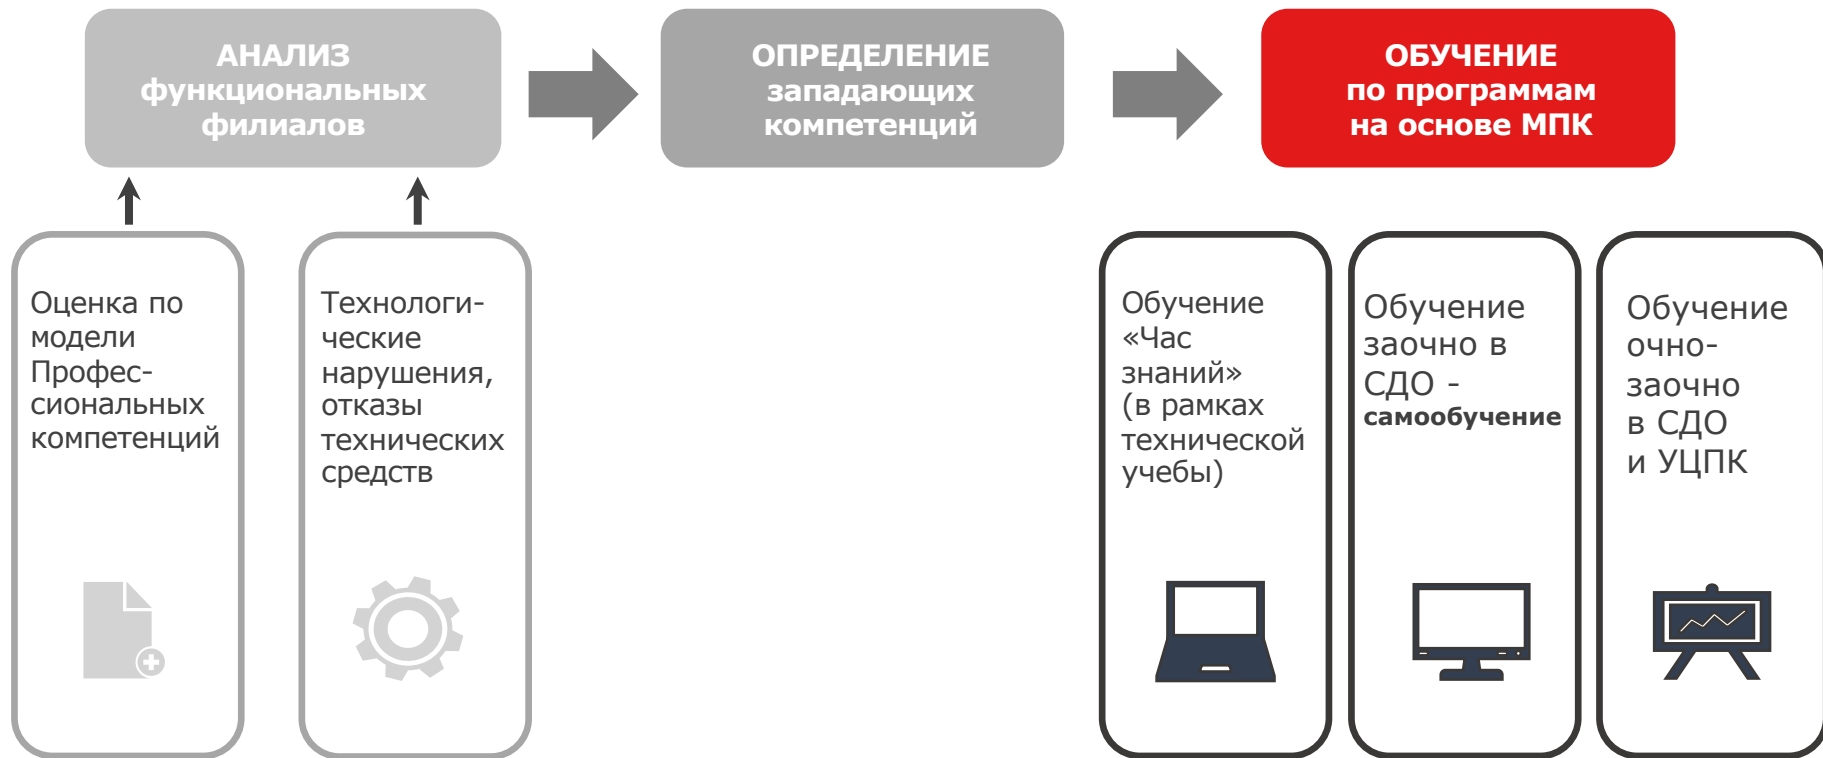 АНАЛИЗ
функциональных
филиалов
ОПРЕДЕЛЕНИЕ
западающих
компетенций
ОБУЧЕНИЕ
по программам
на основе МПК
Оценка по
модели
Профес-
сиональных
компетенций
Технологи-
ческие
нарушения,
отказы
технических
средств
Обучение
«Час
знаний»
(в рамках
технической
учебы)
Обучение
заочно в
СДО -
самообучение
Обучение
очно-
заочно
в СДО
и УЦПК